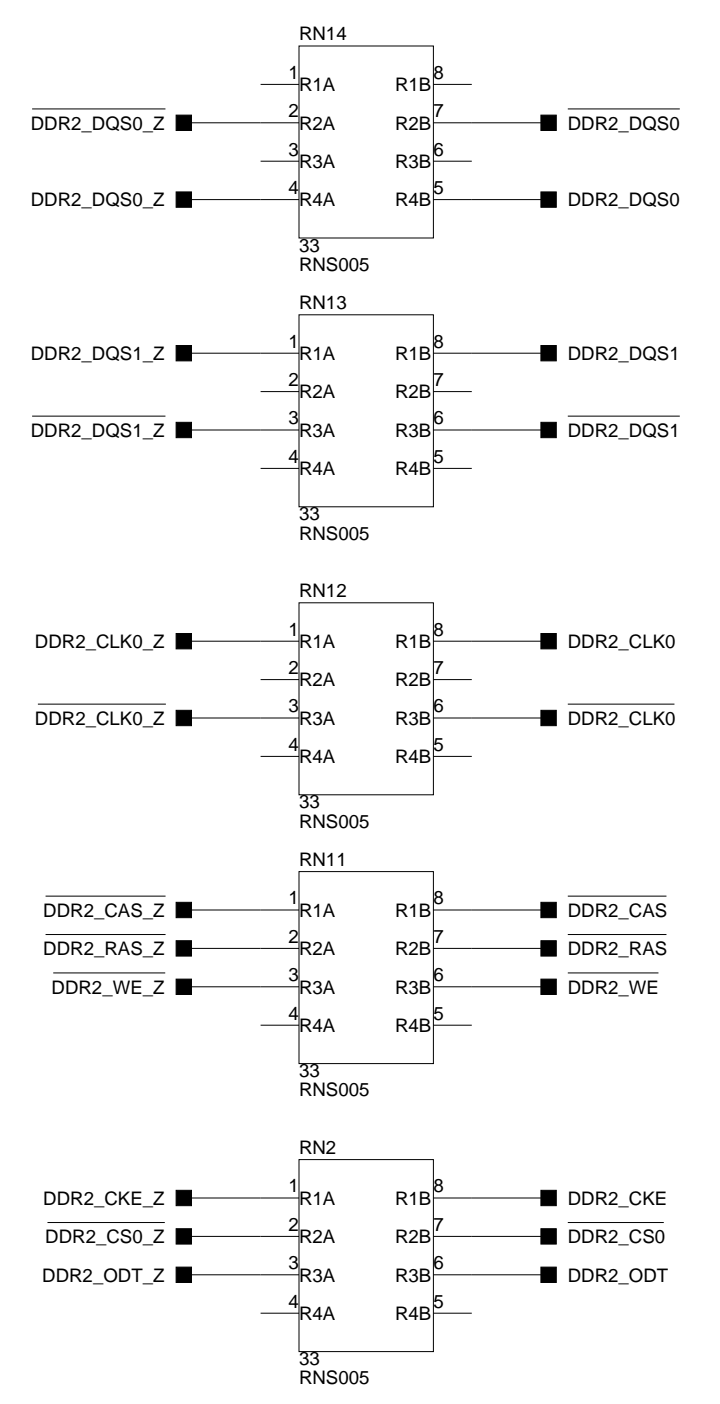 RN14
1 R1A R1B 8
DDR2_DQS0_Z 2 R2A R2B 7 DDR2_DQS0
3 R3A R3B 6
DDR2_DQS0_Z 4 R4A R4B 5 DDR2_DQS0
33
RNS005
RN13
DDR2_DQS1_Z 1 R1A R1B 8 DDR2_DQS1
2 R2A R2B 7
DDR2_DQS1_Z 3 R3A R3B 6 DDR2_DQS1
4 R4A R4B 5
33
RNS005
RN12
DDR2_CLK0_Z 1 R1A R1B 8 DDR2_CLK0
2 R2A R2B 7
DDR2_CLK0_Z 3 R3A R3B 6 DDR2_CLK0
4 R4A R4B 5
33
RNS005
RN11
DDR2_CAS_Z 1 R1A R1B 8 DDR2_CAS
DDR2_RAS_Z 2 R2A R2B 7 DDR2_RAS
DDR2_WE_Z 3 R3A R3B 6 DDR2_WE
4 R4A R4B 5
33
RNS005
RN2
DDR2_CKE_Z 1 R1A R1B 8 DDR2_CKE
DDR2_CS0_Z 2 R2A R2B 7 DDR2_CS0
DDR2_ODT_Z 3 R3A R3B 6 DDR2_ODT
4 R4A R4B 5
33
RNS005